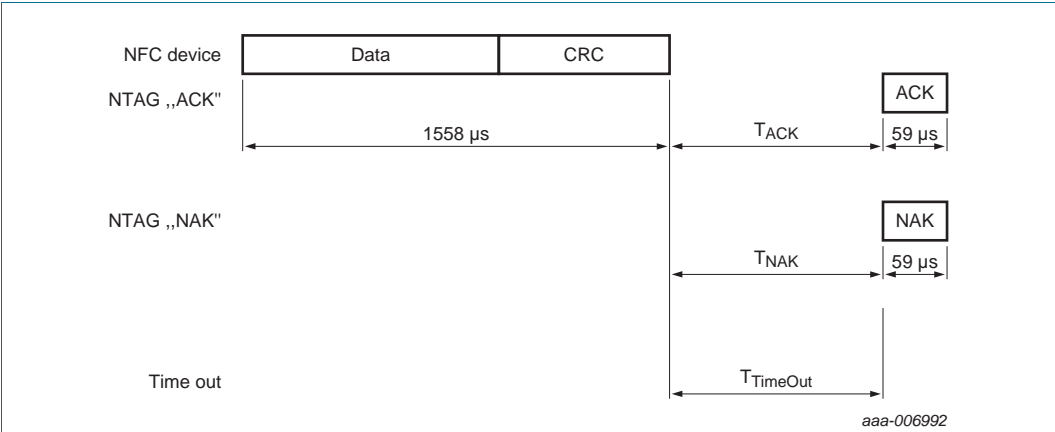 NFC device
Data
CRC
NTAG ,,ACK"
ACK
1558 µs
TACK
59 µs
NTAG ,,NAK"
NAK
TNAK
59 µs
Time out
TTimeOut
aaa-006992